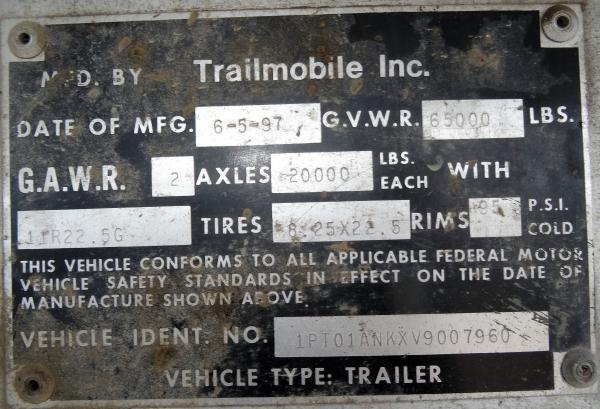 MFD. BY Trailmobile Inc.
DATE OF MFG. 6-5-97 G.V.W.R. 65000 LBS.
G.A.W.R. 2 AXLES 20000 LBS. EACH WITH
11R22.5G TIRES 8.25X22.5 RIMS 95 P.S.I. COLD
THIS VEHICLE CONFORMS TO ALL APPLICABLE FEDERAL MOTOR
VEHICLE SAFETY STANDARDS IN EFFECT ON THE DATE OF
MANUFACTURE SHOWN ABOVE.
VEHICLE IDENT. NO. 1PT01ANKXV9007960
VEHICLE TYPE: TRAILER